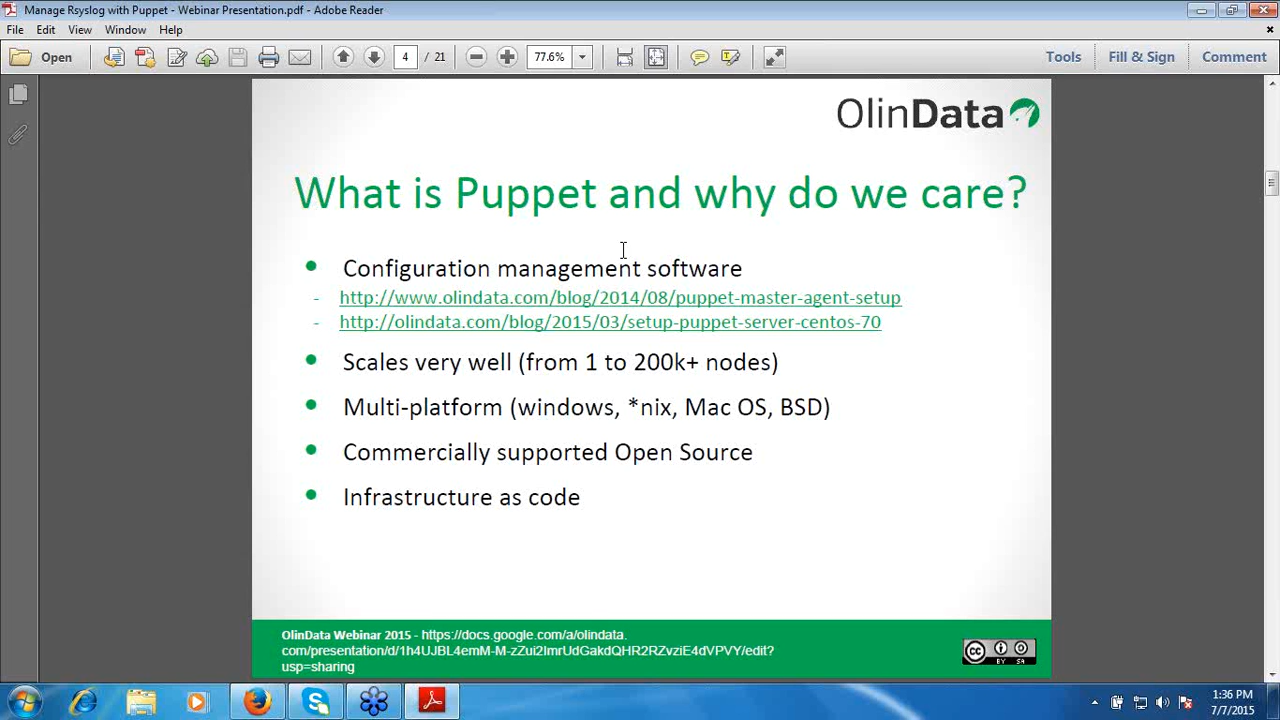 Manage Rsyslog with Puppet - Webinar Presentation.pdf - Adobe Reader
File Edit View Window Help
Open 4 / 21 77.6% Tools Fill & Sign Comment
OlinData
What is Puppet and why do we care?
• Configuration management software
- http://www.olindata.com/blog/2014/08/puppet-master-agent-setup
- http://olindata.com/blog/2015/03/setup-puppet-server-centos-70
• Scales very well (from 1 to 200k+ nodes)
• Multi-platform (windows, *nix, Mac OS, BSD)
• Commercially supported Open Source
• Infrastructure as code
OlinData Webinar 2015 - https://docs.google.com/a/olindata.
com/presentation/d/1h4UJBL4emM-M-zZui2ImrUdGakdQHR2RZvziE4dVPVY/edit?
usp=sharing
cc BY SA
1:36 PM
7/7/2015